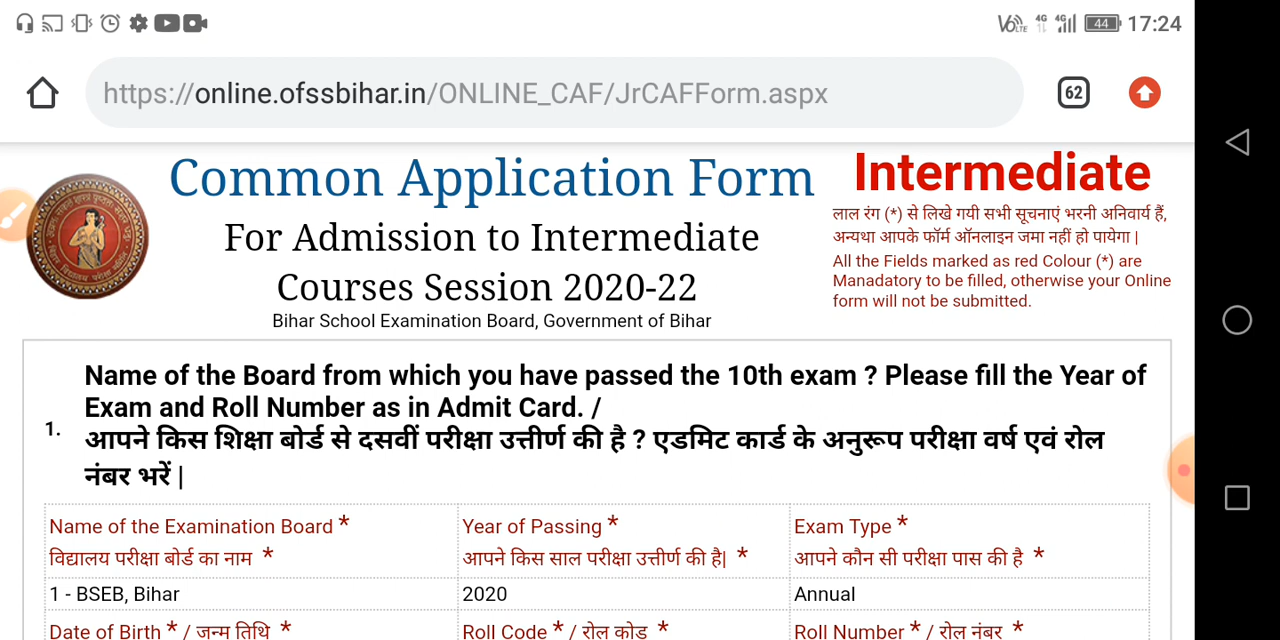 44 17:24
https://online.ofssbihar.in/ONLINE_CAF/JrCAFForm.aspx 62
Common Application Form
For Admission to Intermediate
Courses Session 2020-22
Bihar School Examination Board, Government of Bihar
Intermediate
लाल रंग (*) से लिखे गयी सभी सूचनाएं भरनी अनिवार्य हैं,
अन्यथा आपके फॉर्म ऑनलाइन जमा नहीं हो पायेगा |
All the Fields marked as red Colour (*) are
Manadatory to be filled, otherwise your Online
form will not be submitted.
1.
Name of the Board from which you have passed the 10th exam ? Please fill the Year of
Exam and Roll Number as in Admit Card. /
आपने किस शिक्षा बोर्ड से दसवीं परीक्षा उत्तीर्ण की है ? एडमिट कार्ड के अनुरूप परीक्षा वर्ष एवं रोल
नंबर भरें |
Name of the Examination Board * Year of Passing * Exam Type *
विद्यालय परीक्षा बोर्ड का नाम * आपने किस साल परीक्षा उत्तीर्ण की है| * आपने कौन सी परीक्षा पास की है *
1 - BSEB, Bihar 2020 Annual
Date of Birth * / जन्म तिथि * Roll Code * / रोल कोड * Roll Number * / रोल नंबर *